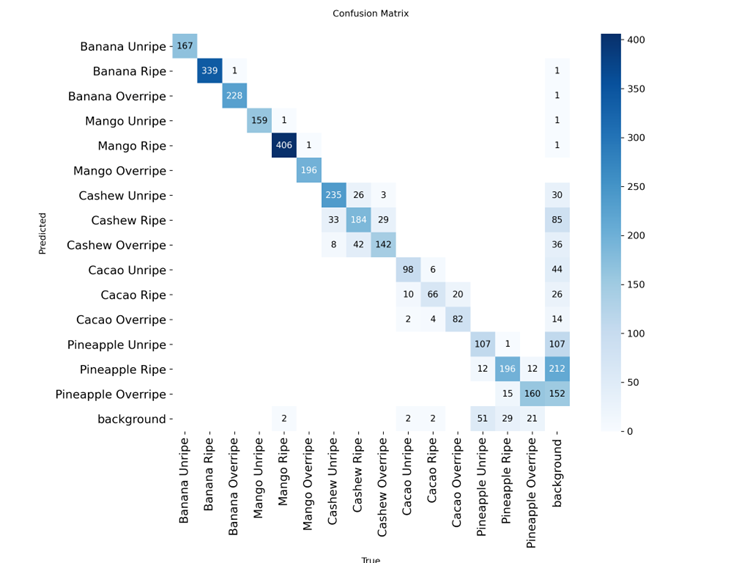 Confusion Matrix
Banana Unripe 167
Banana Ripe 339 1 1
Banana Overripe 228 1
Mango Unripe 159 1 1
Mango Ripe 406 1 1
Mango Overripe 196
Cashew Unripe 235 26 3 30
Cashew Ripe 33 184 29 85
Cashew Overripe 8 42 142 36
Cacao Unripe 98 6 44
Cacao Ripe 10 66 20 26
Cacao Overripe 2 4 82 14
Pineapple Unripe 107 1 107
Pineapple Ripe 12 196 12 212
Pineapple Overripe 15 160 152
background 2 2 2 51 29 21
Predicted
Banana Unripe
Banana Ripe
Banana Overripe
Mango Unripe
Mango Ripe
Mango Overripe
Cashew Unripe
Cashew Ripe
Cashew Overripe
Cacao Unripe
Cacao Ripe
Cacao Overripe
Pineapple Unripe
Pineapple Ripe
Pineapple Overripe
background
True
400
350
300
250
200
150
100
50
0